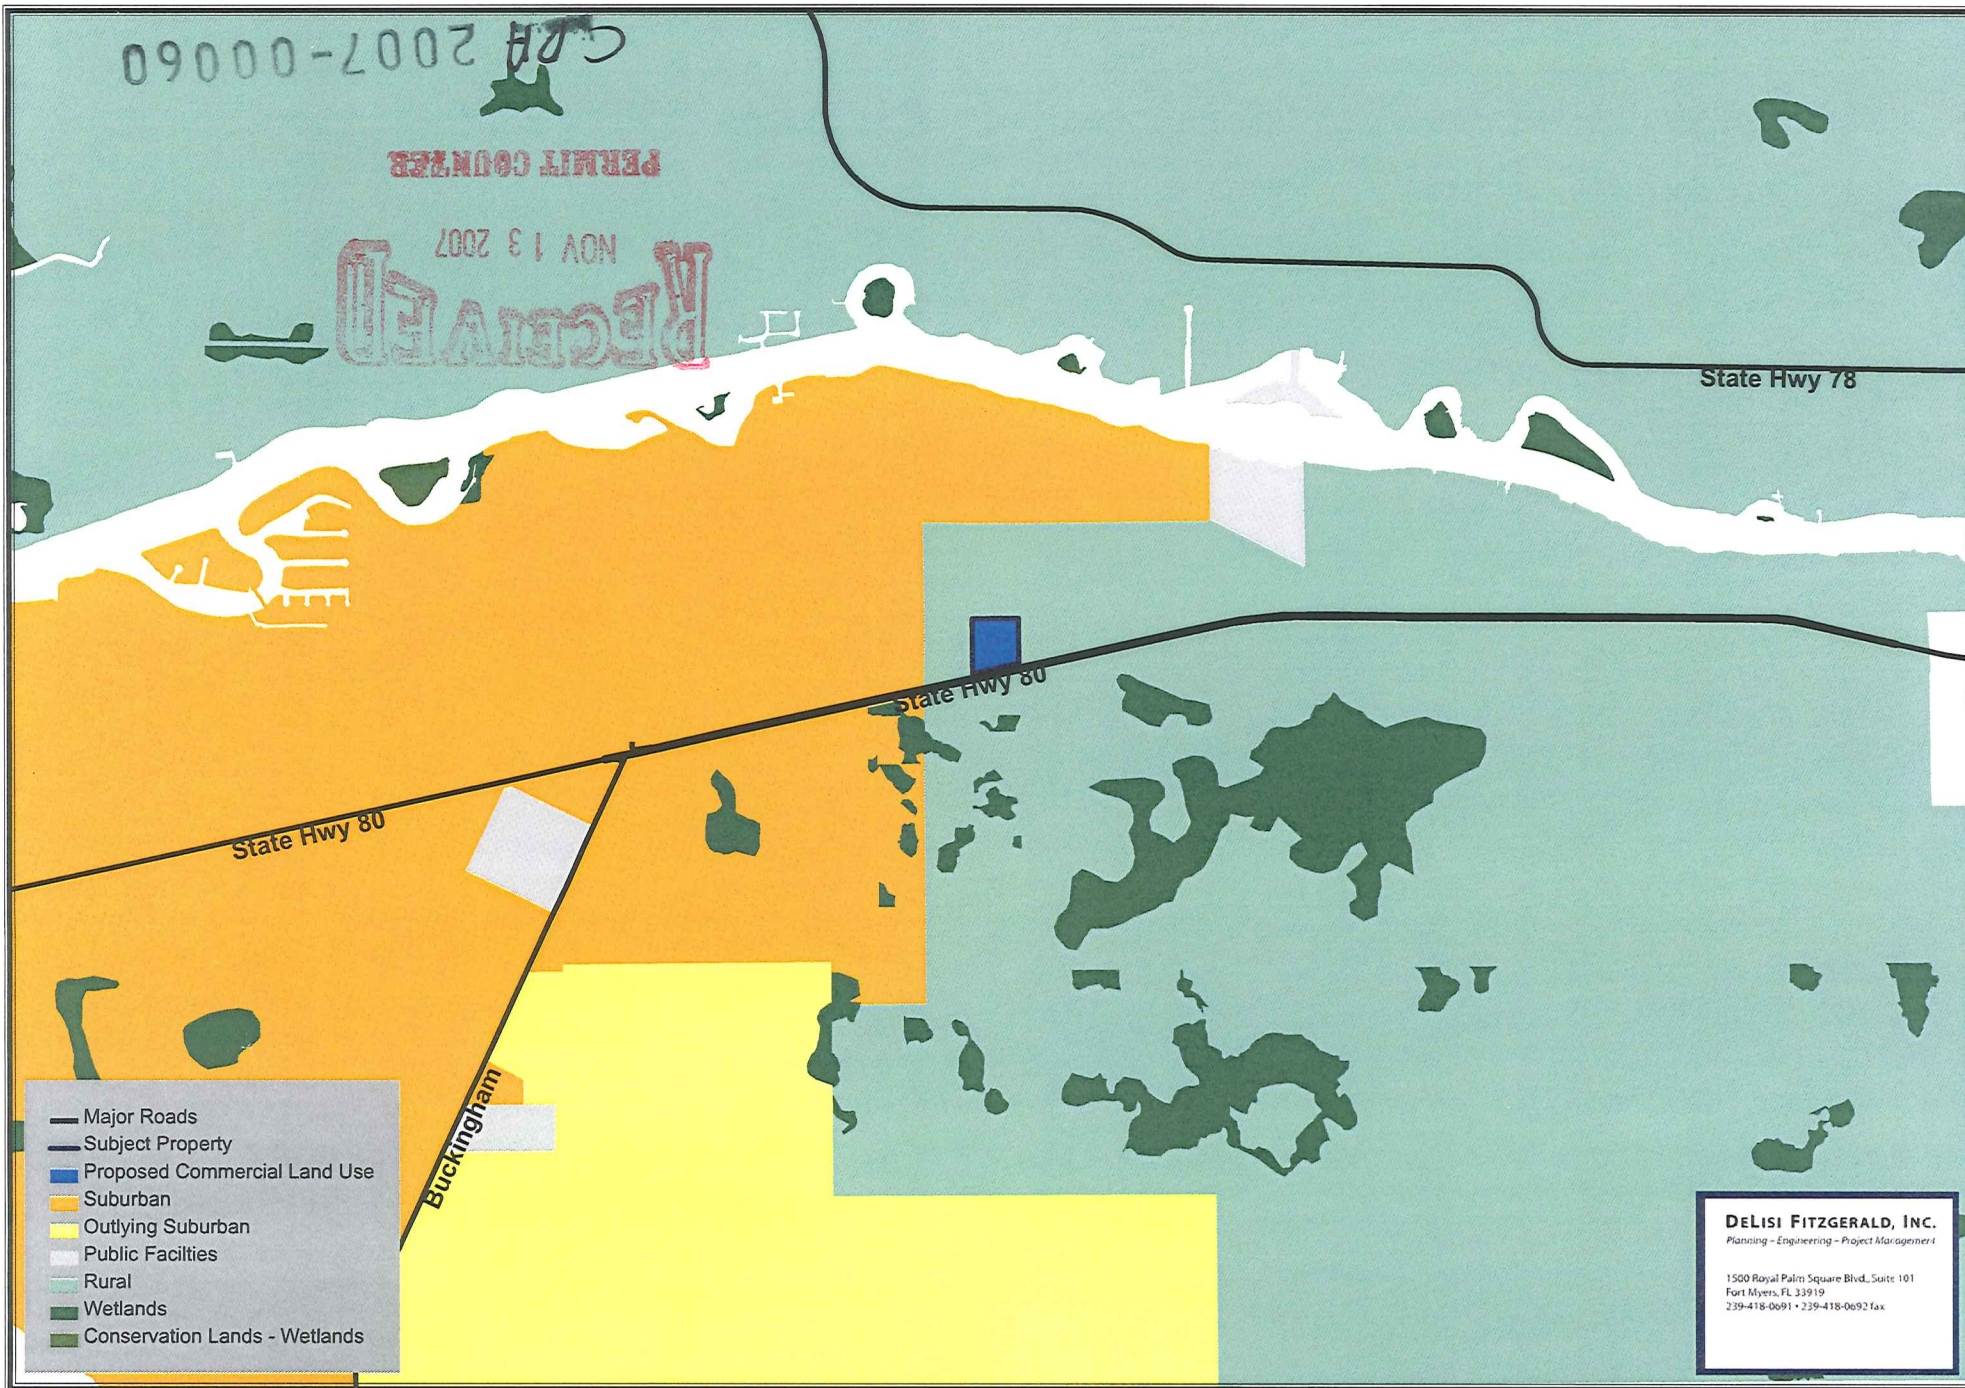 CPA 2007-00060
PERMIT COUNTER
NOV 13 2007
RECEIVED
State Hwy 78
State Hwy 80
State Hwy 80
Buckingham
Major Roads
Subject Property
Proposed Commercial Land Use
Suburban
Outlying Suburban
Public Facilties
Rural
Wetlands
Conservation Lands - Wetlands
DeLisi Fitzgerald, Inc.
Planning – Engineering – Project Management
1500 Royal Palm Square Blvd., Suite 101
Fort Myers, FL 33919
239-418-0691 • 239-418-0692 fax